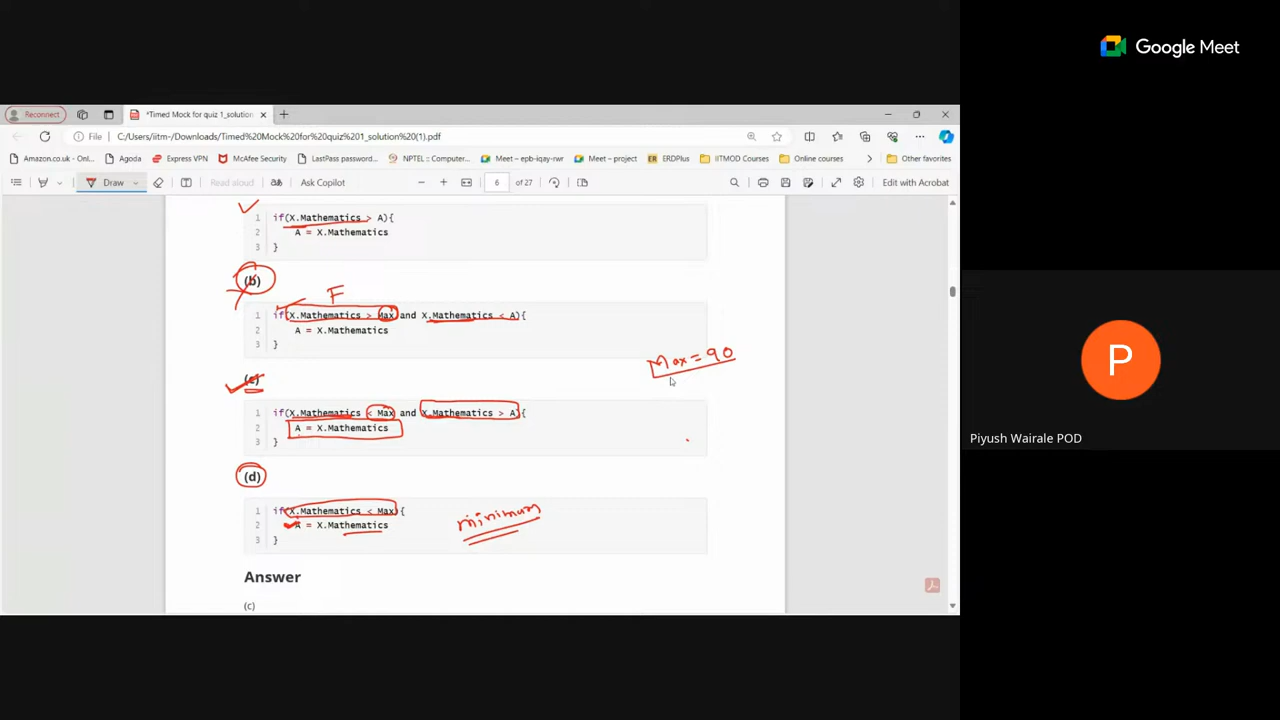 Google Meet
Reconnect
*Timed Mock for quiz 1_solution
File
C:/Users/iitm-/Downloads/Timed%20Mock%20for%20quiz%201_solution%20(1).pdf
Amazon.co.uk - Onl...
Agoda
Express VPN
McAfee Security
LastPass password...
NPTEL :: Computer...
Meet – epb-iqay-rwr
Meet – project
ER ERDPlus
IITMOD Courses
Online courses
Other favorites
Draw
Read aloud
Ask Copilot
6 of 27
Edit with Acrobat
1 if(X.Mathematics > A){
2 A = X.Mathematics
3 }
(b)
F
1 if(X.Mathematics > Max and X.Mathematics < A){
2 A = X.Mathematics
3 }
Max = 90
(c)
1 if(X.Mathematics < Max and X.Mathematics > A){
2 A = X.Mathematics
3 }
(d)
1 if(X.Mathematics < Max){
2 A = X.Mathematics
3 }
minimum
Answer
(c)
P
Piyush Wairale POD